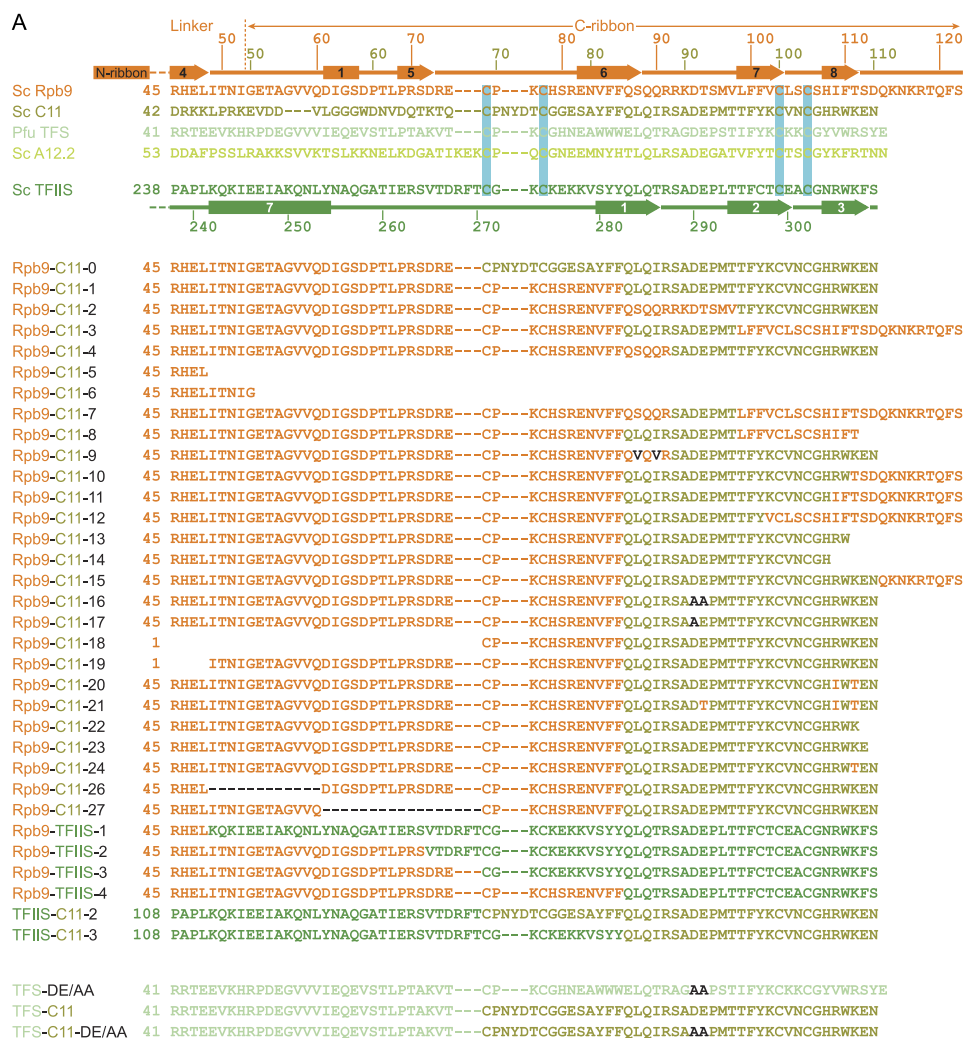 A
Linker C-ribbon
50 60 70 80 90 100 110 120
50 60 70 80 90 100 110
N-ribbon 4 1 5 6 7 8
Sc Rpb9 45 RHELITNIGETAGVVQDIGSDPTLPRSDRE---CP---KCHSRENVFFQSQQRRKDTSMVLFFVCLSCSHIFTSDQKNKRTQFS
Sc C11 42 DRKKLPRKEVDD---VLGGGWDNVDQTKTQ---CPNYDTCGGESAYFFQLQIRSADEPMTTFYKCVNCGHRWKEN
Pfu TFS 41 RRTEEVKHRPDEGVVVIEQEVSTLPTAKVT---CP---KCGHNEAWWWELQTRAGDEPSTIFYKCKKCGYVWRSYE
Sc A12.2 53 DDAFPSSLRAKKSVVKTSLKKNELKDGATIKEKCP---QCGNEEMNYHTLQLRSADEGATVFYTCTSCGYKFRTNN
Sc TFIIS 238 PAPLKQKIEEIAKQNLYNAQGATIERSVTDRFTCG---KCKEKKVSYYQLQTRSADEPLTTFCTCEACGNRWKFS
7 1 2 3
240 250 260 270 280 290 300 310
Rpb9-C11-0 45 RHELITNIGETAGVVQDIGSDPTLPRSDRE---CPNYDTCGGESAYFFQLQIRSADEPMTTFYKCVNCGHRWKEN
Rpb9-C11-1 45 RHELITNIGETAGVVQDIGSDPTLPRSDRE---CP---KCHSRENVFFQLQIRSADEPMTTFYKCVNCGHRWKEN
Rpb9-C11-2 45 RHELITNIGETAGVVQDIGSDPTLPRSDRE---CP---KCHSRENVFFQSQQRRKDTSMVTFYKCVNCGHRWKEN
Rpb9-C11-3 45 RHELITNIGETAGVVQDIGSDPTLPRSDRE---CP---KCHSRENVFFQLQIRSADEPMTLFFVCLSCSHIFTSDQKNKRTQFS
Rpb9-C11-4 45 RHELITNIGETAGVVQDIGSDPTLPRSDRE---CP---KCHSRENVFFQSQQRSADEPMTTFYKCVNCGHRWKEN
Rpb9-C11-5 45 RHEL
Rpb9-C11-6 45 RHELITNIG
Rpb9-C11-7 45 RHELITNIGETAGVVQDIGSDPTLPRSDRE---CP---KCHSRENVFFQSQQRSADEPMTLFFVCLSCSHIFTSDQKNKRTQFS
Rpb9-C11-8 45 RHELITNIGETAGVVQDIGSDPTLPRSDRE---CP---KCHSRENVFFQLQIRSADEPMTLFFVCLSCSHIFT
Rpb9-C11-9 45 RHELITNIGETAGVVQDIGSDPTLPRSDRE---CP---KCHSRENVFFQVQVRSADEPMTTFYKCVNCGHRWKEN
Rpb9-C11-10 45 RHELITNIGETAGVVQDIGSDPTLPRSDRE---CP---KCHSRENVFFQLQIRSADEPMTTFYKCVNCGHRWTSDQKNKRTQFS
Rpb9-C11-11 45 RHELITNIGETAGVVQDIGSDPTLPRSDRE---CP---KCHSRENVFFQLQIRSADEPMTTFYKCVNCGHIFTSDQKNKRTQFS
Rpb9-C11-12 45 RHELITNIGETAGVVQDIGSDPTLPRSDRE---CP---KCHSRENVFFQLQIRSADEPMTTFYVCLSCSHIFTSDQKNKRTQFS
Rpb9-C11-13 45 RHELITNIGETAGVVQDIGSDPTLPRSDRE---CP---KCHSRENVFFQLQIRSADEPMTTFYKCVNCGHRW
Rpb9-C11-14 45 RHELITNIGETAGVVQDIGSDPTLPRSDRE---CP---KCHSRENVFFQLQIRSADEPMTTFYKCVNCGH
Rpb9-C11-15 45 RHELITNIGETAGVVQDIGSDPTLPRSDRE---CP---KCHSRENVFFQLQIRSADEPMTTFYKCVNCGHRWKENQKNKRTQFS
Rpb9-C11-16 45 RHELITNIGETAGVVQDIGSDPTLPRSDRE---CP---KCHSRENVFFQLQIRSAAAPMTTFYKCVNCGHRWKEN
Rpb9-C11-17 45 RHELITNIGETAGVVQDIGSDPTLPRSDRE---CP---KCHSRENVFFQLQIRSAAEPMTTFYKCVNCGHRWKEN
Rpb9-C11-18 1 CP---KCHSRENVFFQLQIRSADEPMTTFYKCVNCGHRWKEN
Rpb9-C11-19 1 ITNIGETAGVVQDIGSDPTLPRSDRE---CP---KCHSRENVFFQLQIRSADEPMTTFYKCVNCGHRWKEN
Rpb9-C11-20 45 RHELITNIGETAGVVQDIGSDPTLPRSDRE---CP---KCHSRENVFFQLQIRSADEPMTTFYKCVNCGHIWTEN
Rpb9-C11-21 45 RHELITNIGETAGVVQDIGSDPTLPRSDRE---CP---KCHSRENVFFQLQIRSADTPMTTFYKCVNCGHIWTEN
Rpb9-C11-22 45 RHELITNIGETAGVVQDIGSDPTLPRSDRE---CP---KCHSRENVFFQLQIRSADEPMTTFYKCVNCGHRWK
Rpb9-C11-23 45 RHELITNIGETAGVVQDIGSDPTLPRSDRE---CP---KCHSRENVFFQLQIRSADEPMTTFYKCVNCGHRWKE
Rpb9-C11-24 45 RHELITNIGETAGVVQDIGSDPTLPRSDRE---CP---KCHSRENVFFQLQIRSADEPMTTFYKCVNCGHRWTEN
Rpb9-C11-26 45 RHEL------------DIGSDPTLPRSDRE---CP---KCHSRENVFFQLQIRSADEPMTTFYKCVNCGHRWKEN
Rpb9-C11-27 45 RHELITNIGETAGVVQ-----------------CP---KCHSRENVFFQLQIRSADEPMTTFYKCVNCGHRWKEN
Rpb9-TFIIS-1 45 RHELKQKIEEIAKQNLYNAQGATIERSVTDRFTCG---KCKEKKVSYYQLQTRSADEPLTTFCTCEACGNRWKFS
Rpb9-TFIIS-2 45 RHELITNIGETAGVVQDIGSDPTLPRSVTDRFTCG---KCKEKKVSYYQLQTRSADEPLTTFCTCEACGNRWKFS
Rpb9-TFIIS-3 45 RHELITNIGETAGVVQDIGSDPTLPRSDRE---CG---KCKEKKVSYYQLQTRSADEPLTTFCTCEACGNRWKFS
Rpb9-TFIIS-4 45 RHELITNIGETAGVVQDIGSDPTLPRSDRE---CP---KCHSRENVFFQLQTRSADEPLTTFCTCEACGNRWKFS
TFIIS-C11-2 108 PAPLKQKIEEIAKQNLYNAQGATIERSVTDRFTCPNYDTCGGESAYFFQLQIRSADEPMTTFYKCVNCGHRWKEN
TFIIS-C11-3 108 PAPLKQKIEEIAKQNLYNAQGATIERSVTDRFTCG---KCKEKKVSYYQLQIRSADEPMTTFYKCVNCGHRWKEN
TFS-DE/AA 41 RRTEEVKHRPDEGVVVIEQEVSTLPTAKVT---CP---KCGHNEAWWWELQTRAGAAPSTIFYKCKKCGYVWRSYE
TFS-C11 41 RRTEEVKHRPDEGVVVIEQEVSTLPTAKVT---CPNYDTCGGESAYFFQLQIRSADEPMTTFYKCVNCGHRWKEN
TFS-C11-DE/AA 41 RRTEEVKHRPDEGVVVIEQEVSTLPTAKVT---CPNYDTCGGESAYFFQLQIRSAAAPMTTFYKCVNCGHRWKEN